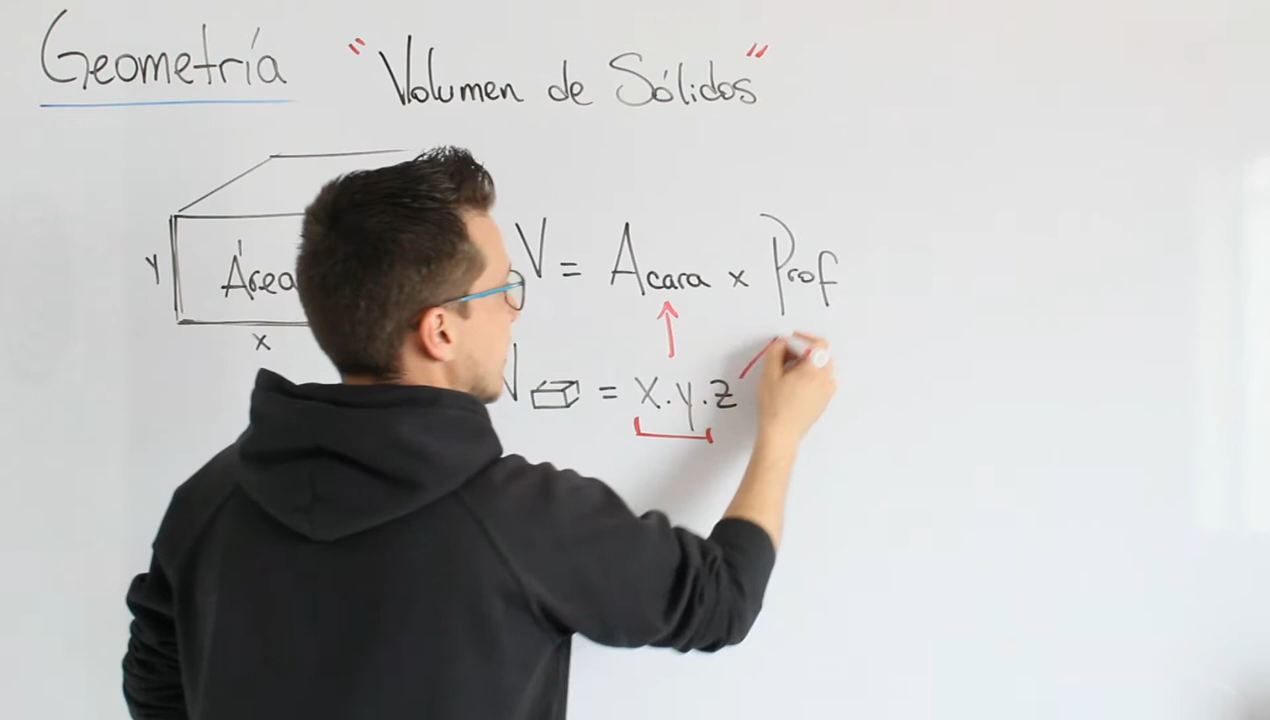 Geometría "Volumen de Sólidos"
V = Acara x Prof
y Área
x
V = x.y.z